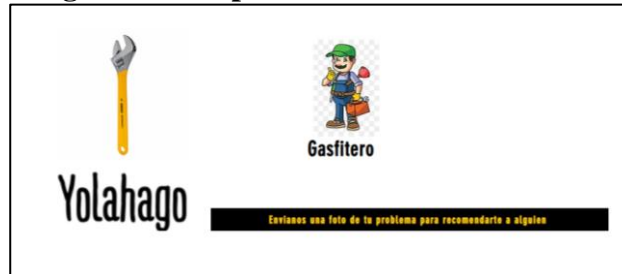 Gasfitero
Yolahago
Envíanos una foto de tu problema para recomendarte a alguien